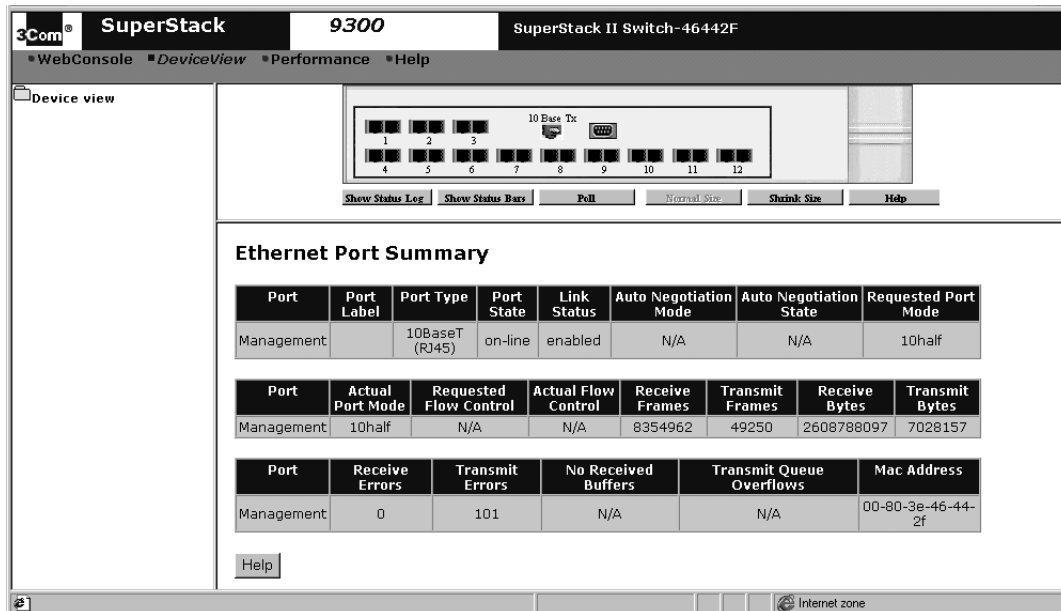 3Com® SuperStack 9300 SuperStack II Switch-46442F
WebConsole DeviceView Performance Help
Device view
10 Base Tx
1 2 3
4 5 6 7 8 9 10 11 12
Show Status Log Show Status Bars Poll Normal Size Shrink Size Help
Ethernet Port Summary
Port Port Label Port Type Port State Link Status Auto Negotiation Mode Auto Negotiation State Requested Port Mode
Management 10BaseT (RJ45) on-line enabled N/A N/A 10half
Port Actual Port Mode Requested Flow Control Actual Flow Control Receive Frames Transmit Frames Receive Bytes Transmit Bytes
Management 10half N/A N/A 8354962 49250 2608788097 7028157
Port Receive Errors Transmit Errors No Received Buffers Transmit Queue Overflows Mac Address
Management 0 101 N/A N/A 00-80-3e-46-44-2f
Help
Internet zone